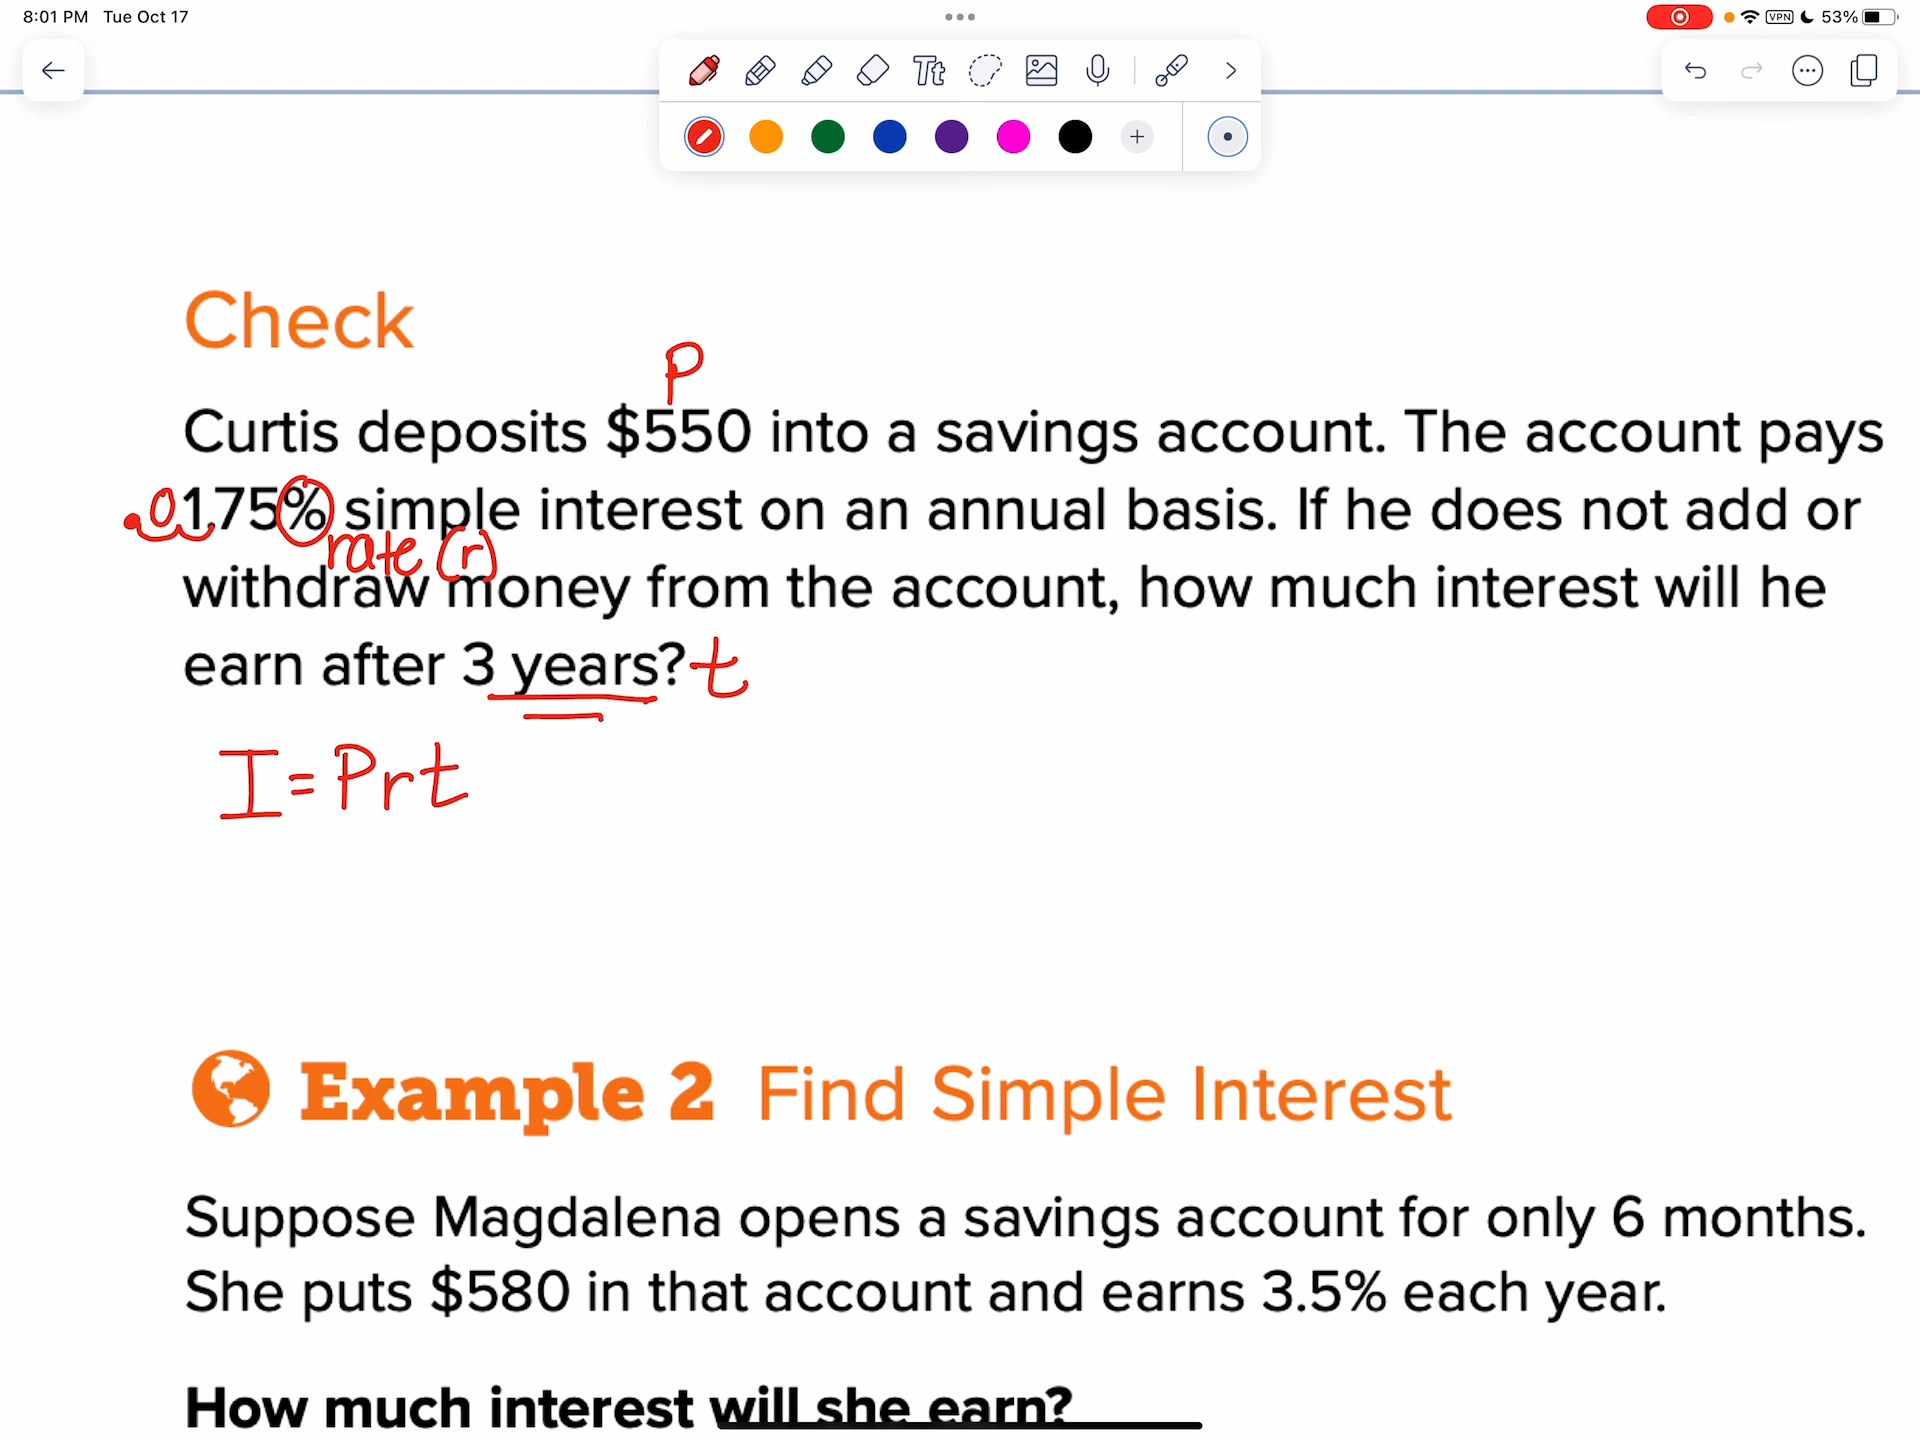 8:01 PM Tue Oct 17
VPN 53%
Tt
Check
P
Curtis deposits $550 into a savings account. The account pays
.01.75% simple interest on an annual basis. If he does not add or
rate (r)
withdraw money from the account, how much interest will he
earn after 3 years? t
I = Prt
Example 2 Find Simple Interest
Suppose Magdalena opens a savings account for only 6 months.
She puts $580 in that account and earns 3.5% each year.
How much interest will she earn?